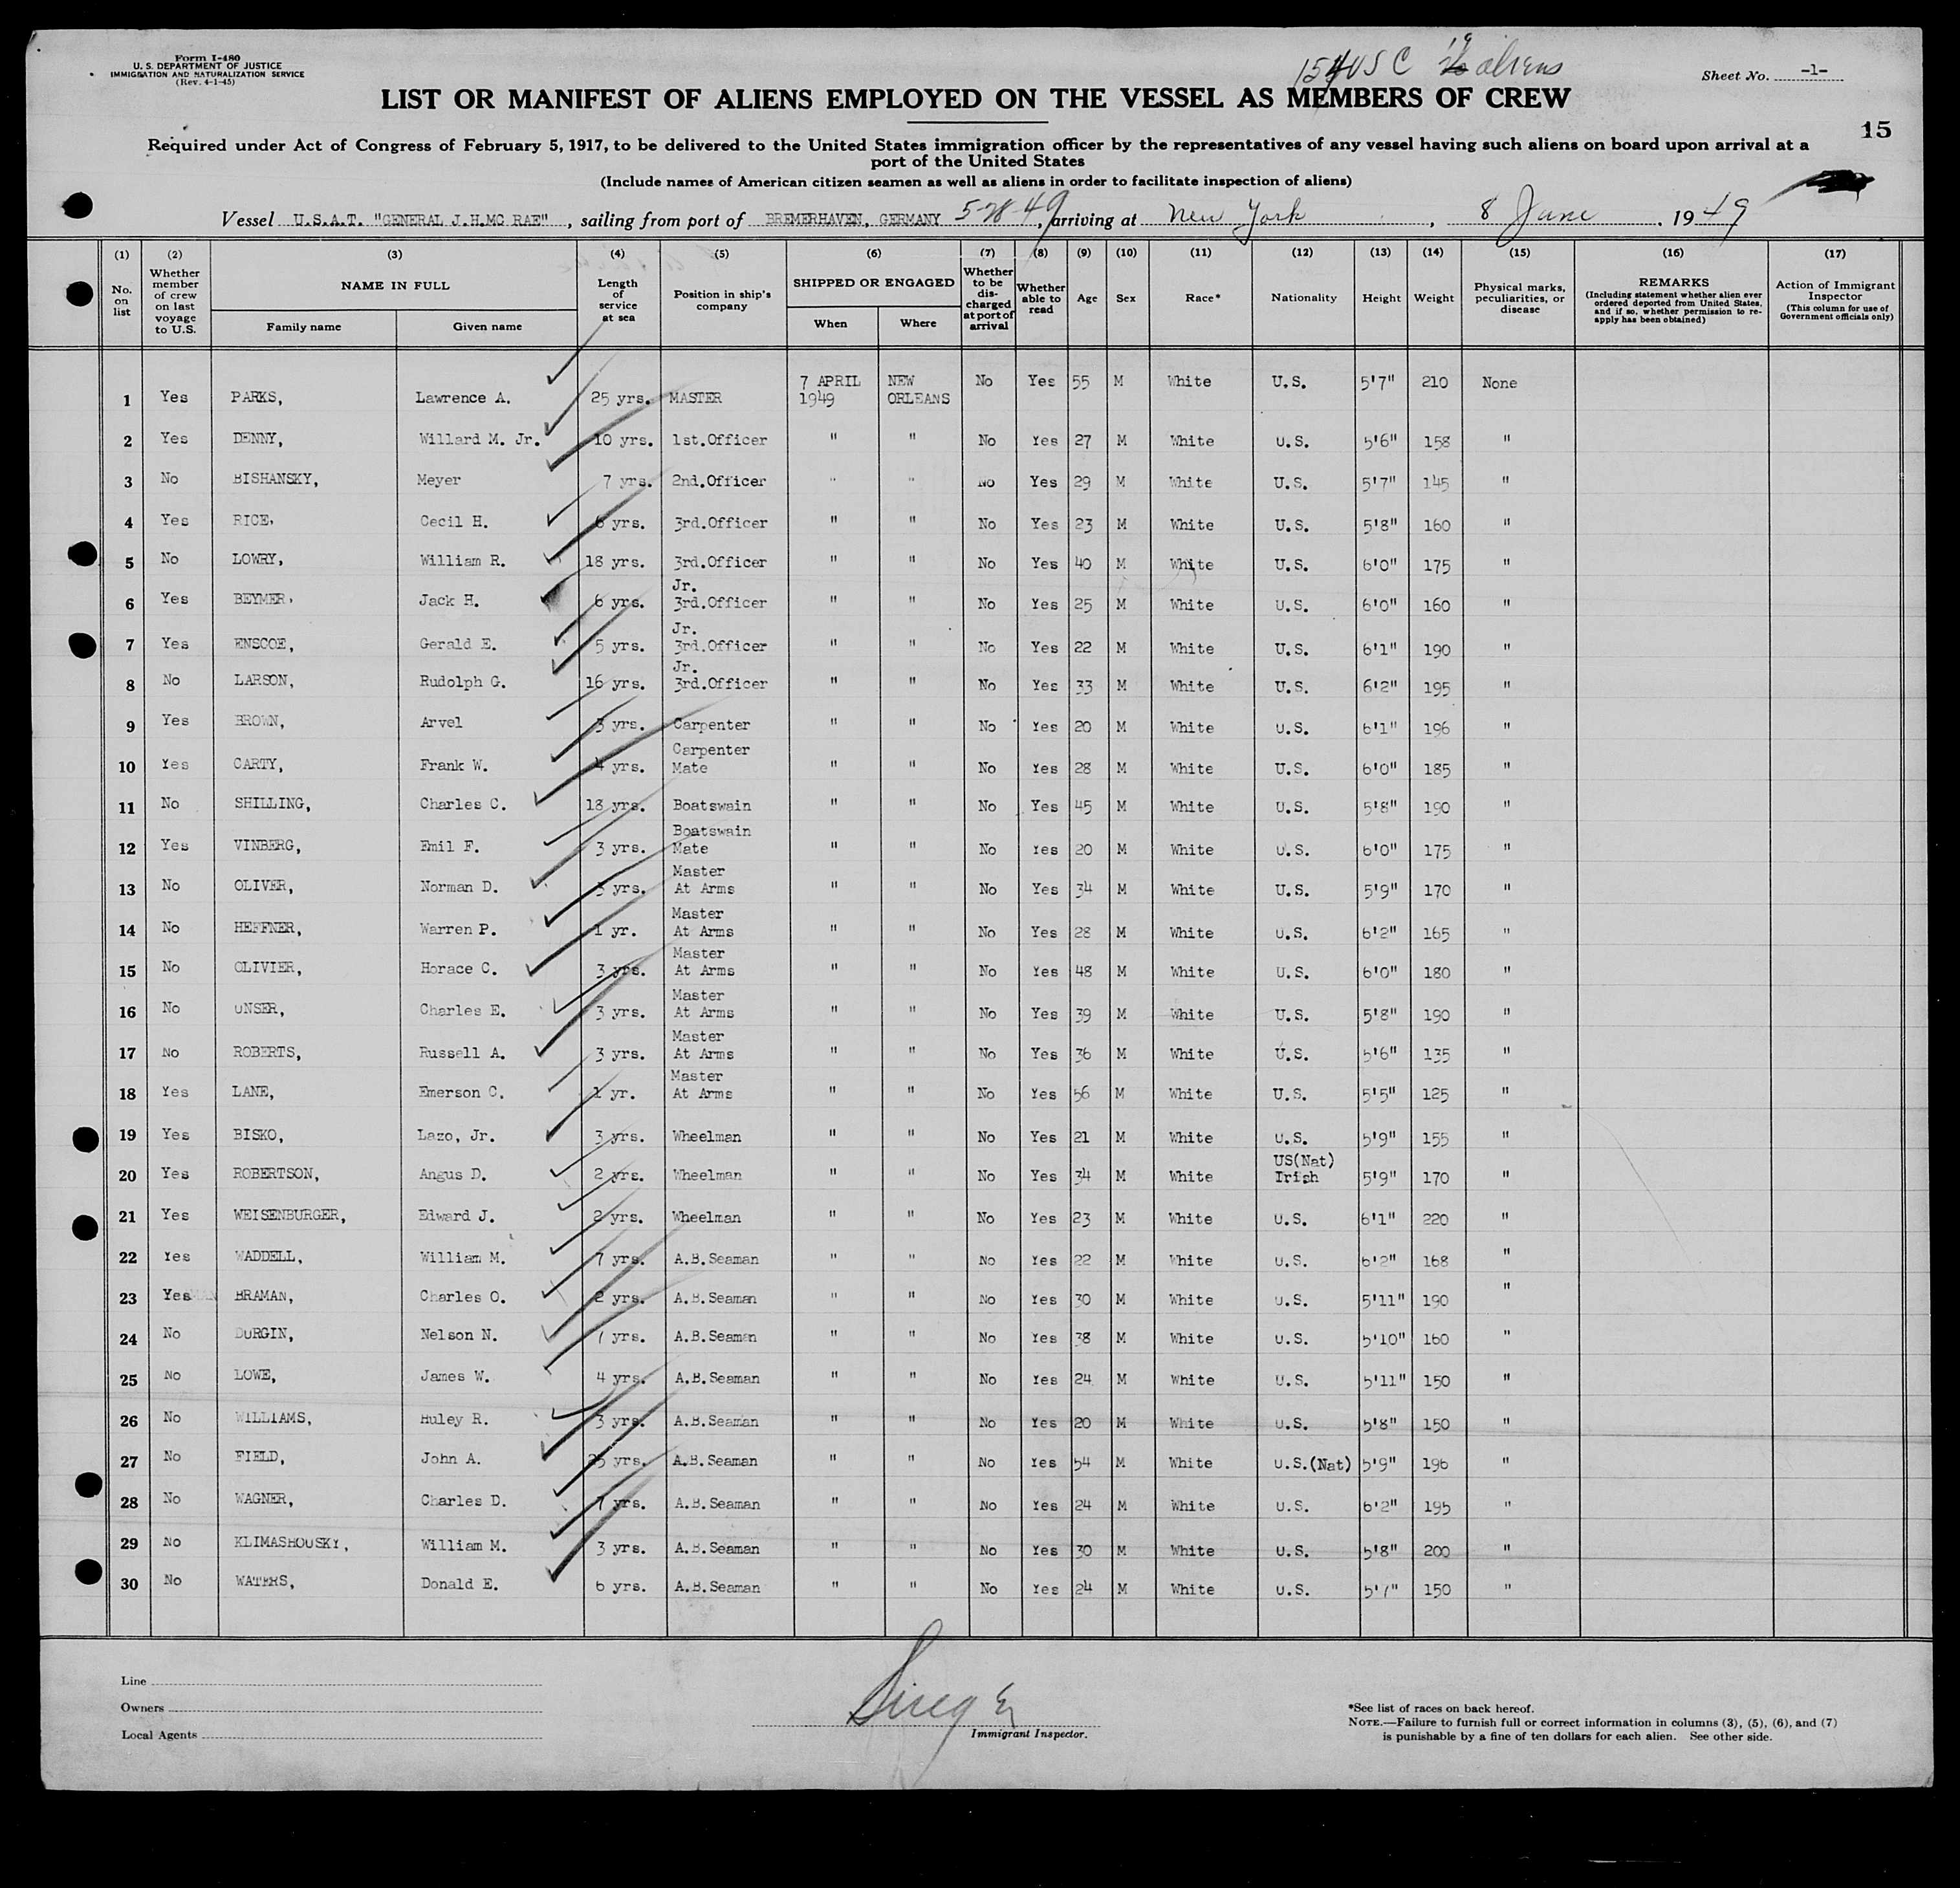 Form I-480
U. S. DEPARTMENT OF JUSTICE
IMMIGRATION AND NATURALIZATION SERVICE
(Rev. 4-1-45)
154 USC 19 aliens
Sheet No. -1-
LIST OR MANIFEST OF ALIENS EMPLOYED ON THE VESSEL AS MEMBERS OF CREW
15
Required under Act of Congress of February 5, 1917, to be delivered to the United States immigration officer by the representatives of any vessel having such aliens on board upon arrival at a
port of the United States
(Include names of American citizen seamen as well as aliens in order to facilitate inspection of aliens)
Vessel U.S.A.T. "GENERAL J.H.MC RAE", sailing from port of BREMERHAVEN, GERMANY 5-28-49, arriving at New York, 8 June, 1949
(1) (2) (3) (4) (5) (6) (7) (8) (9) (10) (11) (12) (13) (14) (15) (16) (17)
No. on list
Whether member of crew on last voyage to U.S.
NAME IN FULL
Family name Given name
Length of service at sea
Position in ship's company
SHIPPED OR ENGAGED
When Where
Whether to be discharged at port of arrival
Whether able to read
Age
Sex
Race*
Nationality
Height
Weight
Physical marks, peculiarities, or disease
REMARKS
(Including statement whether alien ever ordered deported from United States, and if so, whether permission to re-apply has been obtained)
Action of Immigrant Inspector
(This column for use of Government officials only)
1 Yes PARKS, Lawrence A. 25 yrs. MASTER 7 APRIL 1949 NEW ORLEANS No Yes 55 M White U.S. 5'7" 210 None
2 Yes DENNY, Willard M. Jr. 10 yrs. 1st.Officer " " No Yes 27 M White U.S. 5'6" 158 "
3 No BISHANSKY, Meyer 7 yrs. 2nd.Officer " " No Yes 29 M White U.S. 5'7" 145 "
4 Yes RICE, Cecil H. 6 yrs. 3rd.Officer " " No Yes 23 M White U.S. 5'8" 160 "
5 No LOWRY, William R. 18 yrs. 3rd.Officer " " No Yes 40 M White U.S. 6'0" 175 "
6 Yes BEYMER, Jack H. 6 yrs. Jr. 3rd.Officer " " No Yes 25 M White U.S. 6'0" 160 "
7 Yes ENSCOE, Gerald E. 5 yrs. Jr. 3rd.Officer " " No Yes 22 M White U.S. 6'1" 190 "
8 No LARSON, Rudolph G. 16 yrs. Jr. 3rd.Officer " " No Yes 33 M White U.S. 6'2" 195 "
9 Yes BROWN, Arvel 3 yrs. Carpenter " " No Yes 20 M White U.S. 6'1" 196 "
10 Yes CARTY, Frank W. 4 yrs. Carpenter Mate " " No Yes 28 M White U.S. 6'0" 185 "
11 No SHILLING, Charles C. 18 yrs. Boatswain " " No Yes 45 M White U.S. 5'8" 190 "
12 Yes VINBERG, Emil F. 3 yrs. Boatswain Mate " " No Yes 20 M White U.S. 6'0" 175 "
13 No OLIVER, Norman D. yrs. Master At Arms " " No Yes 34 M White U.S. 5'9" 170 "
14 No HEFFNER, Warren P. 1 yr. Master At Arms " " No Yes 28 M White U.S. 6'2" 165 "
15 No OLIVIER, Horace C. 3 yrs. Master At Arms " " No Yes 48 M White U.S. 6'0" 180 "
16 No UNSER, Charles E. 3 yrs. Master At Arms " " No Yes 39 M White U.S. 5'8" 190 "
17 No ROBERTS, Russell A. 3 yrs. Master At Arms " " No Yes 36 M White U.S. 5'6" 135 "
18 Yes LANE, Emerson C. 1 yr. Master At Arms " " No Yes 56 M White U.S. 5'5" 125 "
19 Yes BISKO, Lazo, Jr. 3 yrs. Wheelman " " No Yes 21 M White U.S. 5'9" 155 "
20 Yes ROBERTSON, Angus D. 2 yrs. Wheelman " " No Yes 34 M White US(Nat) Irish 5'9" 170 "
21 Yes WEISENBURGER, Edward J. 2 yrs. Wheelman " " No Yes 23 M White U.S. 6'1" 220 "
22 Yes WADDELL, William M. 7 yrs. A.B.Seaman " " No Yes 22 M White U.S. 6'2" 168 "
23 Yes BRAMAN, Charles O. 2 yrs. A.B.Seaman " " No Yes 30 M White U.S. 5'11" 190 "
24 No DURGIN, Nelson N. 7 yrs. A.B.Seaman " " No Yes 38 M White U.S. 5'10" 160 "
25 No LOWE, James W. 4 yrs. A.B.Seaman " " No Yes 24 M White U.S. 5'11" 150 "
26 No WILLIAMS, Huley R. 3 yrs. A.B.Seaman " " No Yes 20 M White U.S. 5'8" 150 "
27 No FIELD, John A. 25 yrs. A.B.Seaman " " No Yes 54 M White U.S.(Nat) 5'9" 196 "
28 No WAGNER, Charles D. 7 yrs. A.B.Seaman " " No Yes 24 M White U.S. 6'2" 195 "
29 No KLIMASHOUSKY, William M. 3 yrs. A.B.Seaman " " No Yes 30 M White U.S. 5'8" 200 "
30 No WATERS, Donald E. 6 yrs. A.B.Seaman " " No Yes 24 M White U.S. 5'7" 150 "
Line
Owners
Local Agents
Immigrant Inspector.
*See list of races on back hereof.
NOTE.—Failure to furnish full or correct information in columns (3), (5), (6), and (7)
is punishable by a fine of ten dollars for each alien. See other side.